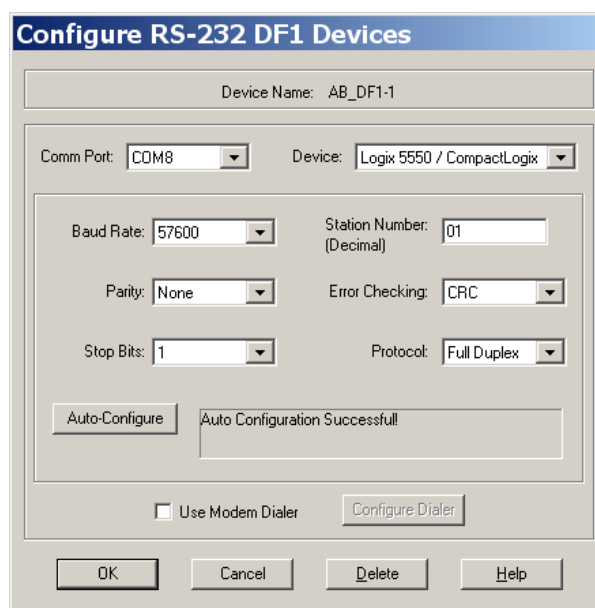 Configure RS-232 DF1 Devices
Device Name: AB_DF1-1
Comm Port: COM8 Device: Logix 5550 / CompactLogix
Baud Rate: 57600 Station Number: 01
(Decimal)
Parity: None Error Checking: CRC
Stop Bits: 1 Protocol: Full Duplex
Auto-Configure Auto Configuration Successful!
Use Modem Dialer Configure Dialer
OK Cancel Delete Help